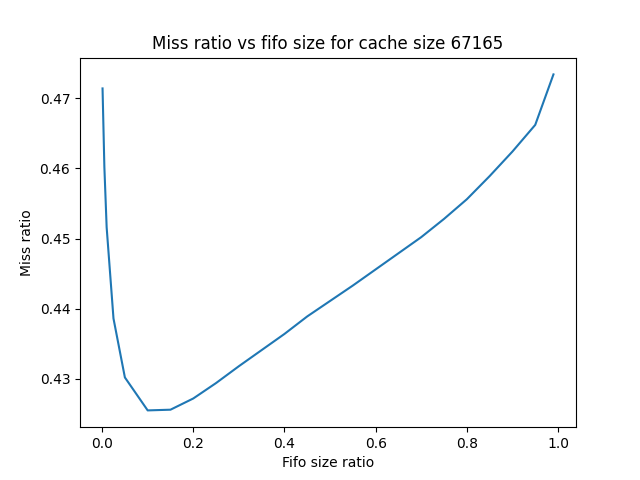 Miss ratio vs fifo size for cache size 67165
0.47
0.46
0.45
0.44
0.43
Miss ratio
0.0 0.2 0.4 0.6 0.8 1.0
Fifo size ratio